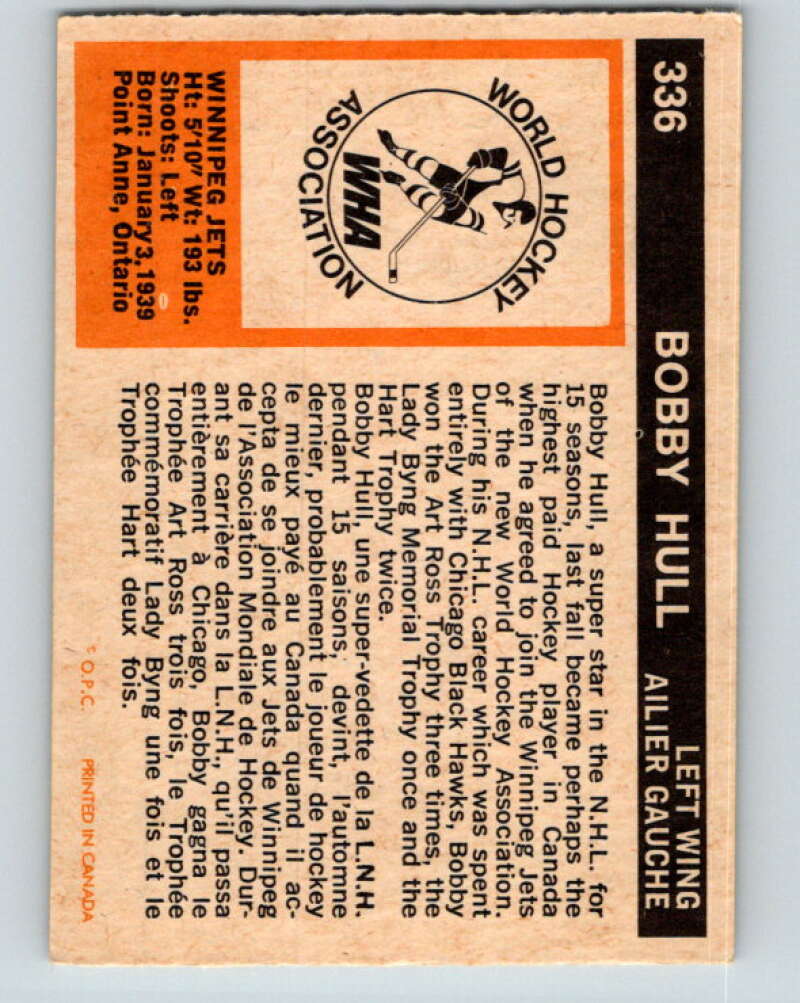 336 BOBBY HULL LEFT WING
AILIER GAUCHE
WORLD HOCKEY
ASSOCIATION
WHA
WINNIPEG JETS
Ht: 5'10" Wt: 193 lbs.
Shoots: Left
Born: January 3, 1939
Point Anne, Ontario
Bobby Hull, a super star in the N.H.L. for
15 seasons, last fall became perhaps the
highest paid Hockey player in Canada
when he agreed to join the Winnipeg Jets
of the new World Hockey Association.
During his N.H.L. career which was spent
entirely with Chicago Black Hawks, Bobby
won the Art Ross Trophy three times, the
Lady Byng Memorial Trophy once and the
Hart Trophy twice.
Bobby Hull, une super-vedette de la L.N.H.
pendant 15 saisons, devint, l'automne
dernier, probablement le joueur de hockey
le mieux payé au Canada quand il ac-
cepta de se joindre aux Jets de Winnipeg
de l'Association Mondiale de Hockey. Dur-
ant sa carrière dans la L.N.H., qu'il passa
entièrement à Chicago, Bobby gagna le
Trophée Art Ross trois fois, le Trophée
commémoratif Lady Byng une fois et le
Trophée Hart deux fois.
© O.P.C. PRINTED IN CANADA